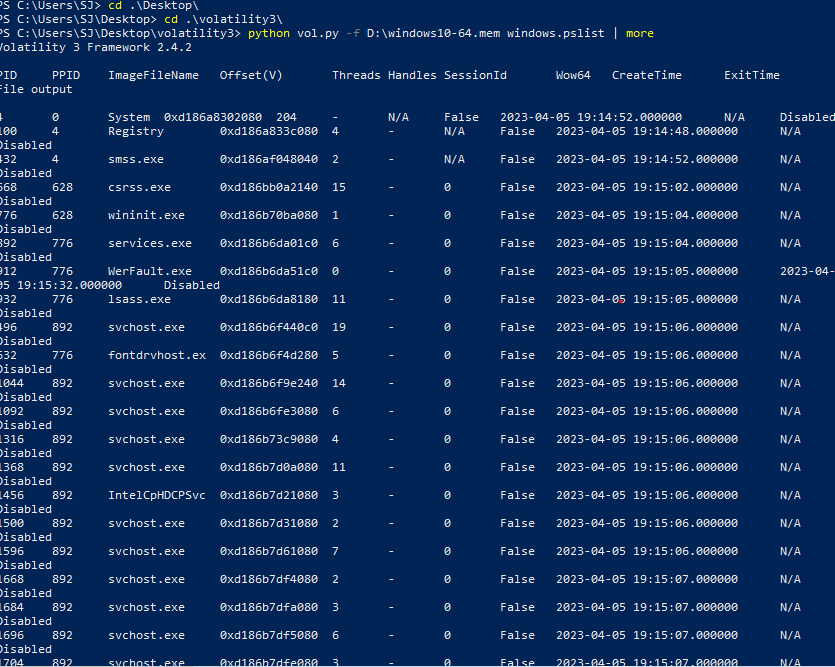 PS C:\Users\SJ> cd .\Desktop\
PS C:\Users\SJ\Desktop> cd .\volatility3\
PS C:\Users\SJ\Desktop\volatility3> python vol.py -f D:\windows10-64.mem windows.pslist | more
Volatility 3 Framework 2.4.2
PID PPID ImageFileName Offset(V) Threads Handles SessionId Wow64 CreateTime ExitTime
File output
4 0 System 0xd186a8302080 204 - N/A False 2023-04-05 19:14:52.000000 N/A Disabled
100 4 Registry 0xd186a833c080 4 - N/A False 2023-04-05 19:14:48.000000 N/A
Disabled
432 4 smss.exe 0xd186af048040 2 - N/A False 2023-04-05 19:14:52.000000 N/A
Disabled
568 628 csrss.exe 0xd186bb0a2140 15 - 0 False 2023-04-05 19:15:02.000000 N/A
Disabled
776 628 wininit.exe 0xd186b70ba080 1 - 0 False 2023-04-05 19:15:04.000000 N/A
Disabled
892 776 services.exe 0xd186b6da01c0 6 - 0 False 2023-04-05 19:15:04.000000 N/A
Disabled
912 776 WerFault.exe 0xd186b6da51c0 0 - 0 False 2023-04-05 19:15:05.000000 2023-04-
05 19:15:32.000000 Disabled
932 776 lsass.exe 0xd186b6da8180 11 - 0 False 2023-04-05 19:15:05.000000 N/A
Disabled
496 892 svchost.exe 0xd186b6f440c0 19 - 0 False 2023-04-05 19:15:06.000000 N/A
Disabled
632 776 fontdrvhost.ex 0xd186b6f4d280 5 - 0 False 2023-04-05 19:15:06.000000 N/A
Disabled
1044 892 svchost.exe 0xd186b6f9e240 14 - 0 False 2023-04-05 19:15:06.000000 N/A
Disabled
1092 892 svchost.exe 0xd186b6fe3080 6 - 0 False 2023-04-05 19:15:06.000000 N/A
Disabled
1316 892 svchost.exe 0xd186b73c9080 4 - 0 False 2023-04-05 19:15:06.000000 N/A
Disabled
1368 892 svchost.exe 0xd186b7d0a080 11 - 0 False 2023-04-05 19:15:06.000000 N/A
Disabled
1456 892 IntelCpHDCPSvc 0xd186b7d21080 3 - 0 False 2023-04-05 19:15:06.000000 N/A
Disabled
1500 892 svchost.exe 0xd186b7d31080 2 - 0 False 2023-04-05 19:15:06.000000 N/A
Disabled
1596 892 svchost.exe 0xd186b7d61080 7 - 0 False 2023-04-05 19:15:06.000000 N/A
Disabled
1668 892 svchost.exe 0xd186b7df4080 2 - 0 False 2023-04-05 19:15:07.000000 N/A
Disabled
1684 892 svchost.exe 0xd186b7dfa080 3 - 0 False 2023-04-05 19:15:07.000000 N/A
Disabled
1696 892 svchost.exe 0xd186b7df5080 6 - 0 False 2023-04-05 19:15:07.000000 N/A
Disabled
1704 892 svchost.exe 0xd186b7dfe080 3 - 0 False 2023-04-05 19:15:07.000000 N/A